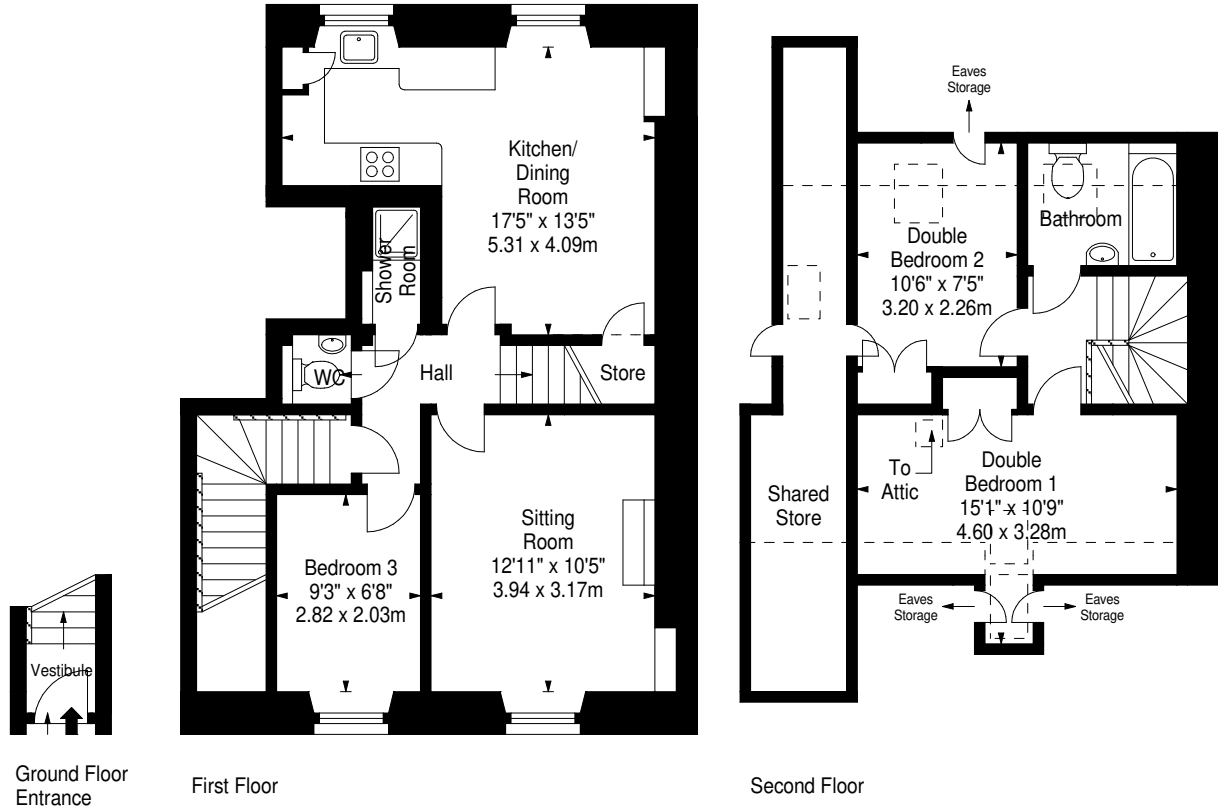 Kitchen/
Dining
Room
17'5" x 13'5"
5.31 x 4.09m
Shower
Room
WC
Hall
Store
Sitting
Room
12'11" x 10'5"
3.94 x 3.17m
Bedroom 3
9'3" x 6'8"
2.82 x 2.03m
Vestibule
Ground Floor
Entrance
First Floor
Eaves
Storage
Double
Bedroom 2
10'6" x 7'5"
3.20 x 2.26m
Bathroom
To
Attic
Double
Bedroom 1
15'1" x 10'9"
4.60 x 3.28m
Shared
Store
Eaves
Storage
Eaves
Storage
Second Floor